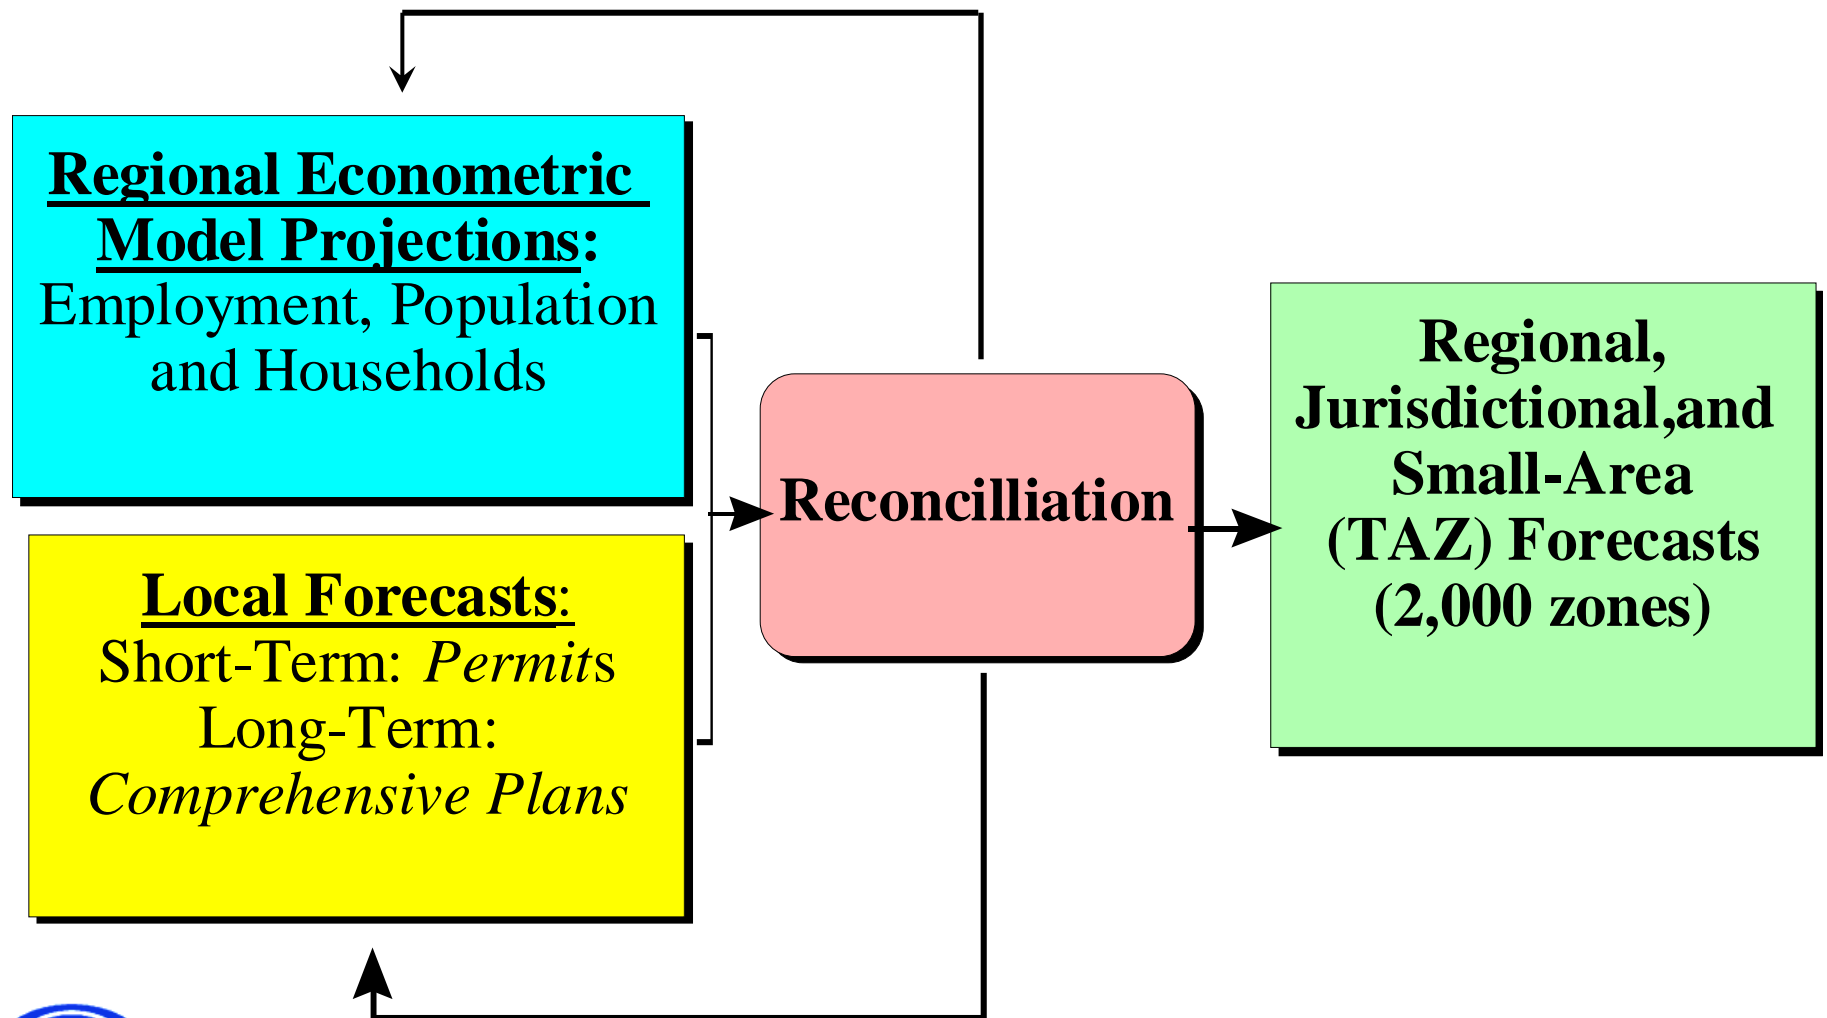 Regional Econometric
Model Projections:
Employment, Population
and Households
Local Forecasts:
Short-Term: Permits
Long-Term:
Comprehensive Plans
Reconcilliation
Regional,
Jurisdictional,and
Small-Area
(TAZ) Forecasts
(2,000 zones)